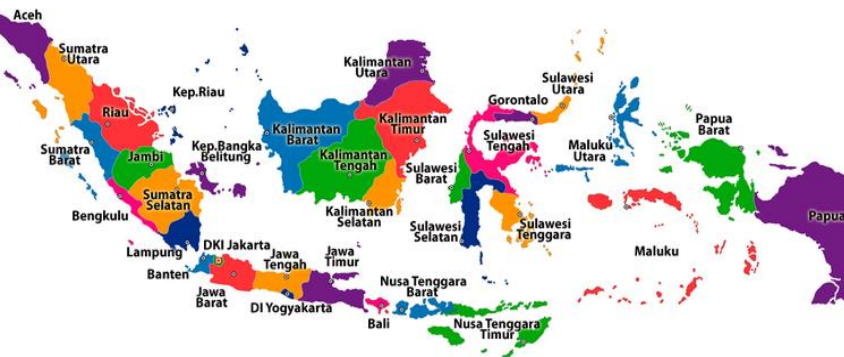 Aceh
Sumatra
Utara
Kep.Riau
Riau
Sumatra
Barat
Jambi
Kep.Bangka
Belitung
Sumatra
Selatan
Bengkulu
Lampung
Banten
DKI Jakarta
Jawa
Barat
Jawa
Tengah
DI Yogyakarta
Jawa
Timur
Bali
Nusa Tenggara
Barat
Nusa Tenggara
Timur
Kalimantan
Utara
Kalimantan
Barat
Kalimantan
Timur
Kalimantan
Tengah
Kalimantan
Selatan
Gorontalo
Sulawesi
Utara
Sulawesi
Tengah
Sulawesi
Barat
Sulawesi
Selatan
Sulawesi
Tenggara
Maluku
Utara
Maluku
Papua
Barat
Papua